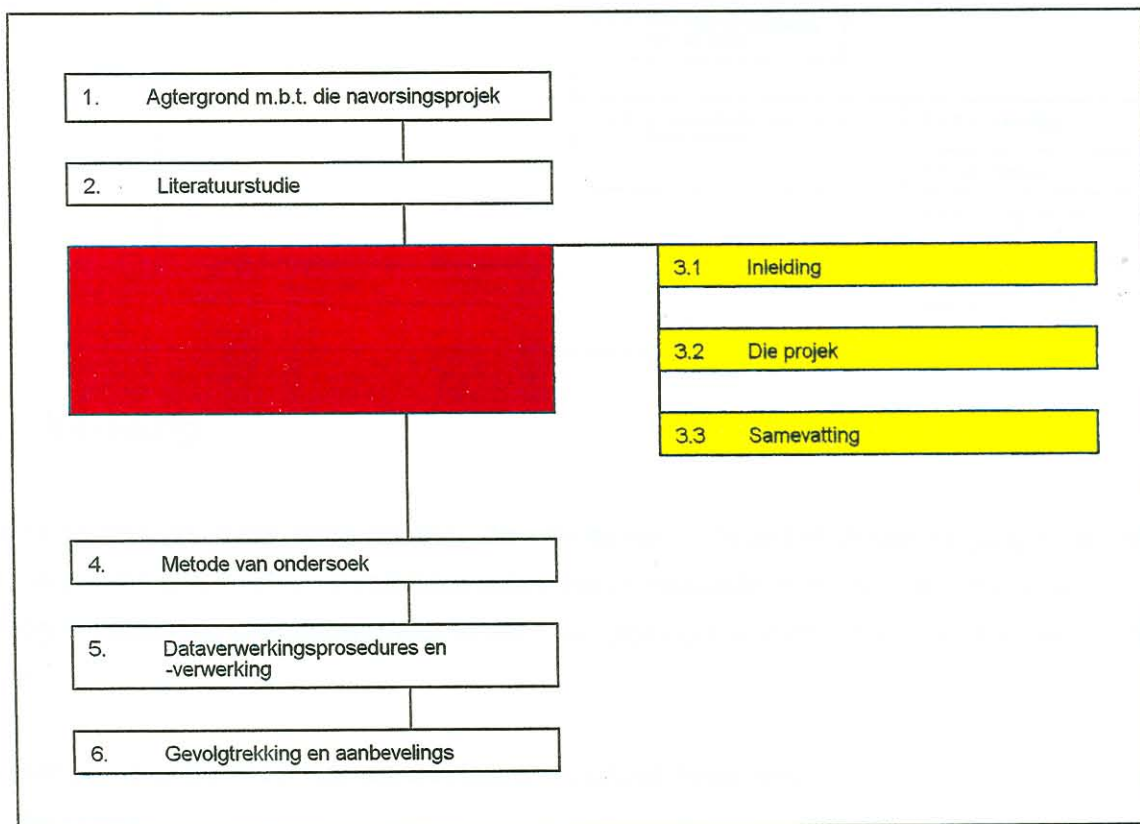 1. Agtergrond m.b.t. die navorsingsprojek
2. Literatuurstudie
3.1 Inleiding
3.2 Die projek
3.3 Samevatting
4. Metode van ondersoek
5. Dataverwerkingsprosedures en
-verwerking
6. Gevolgtrekking en aanbevelings